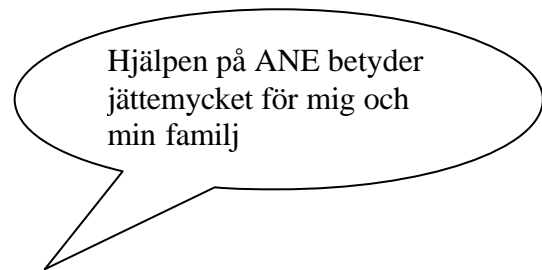 Hjälpen på ANE betyder
jättemycket för mig och
min familj